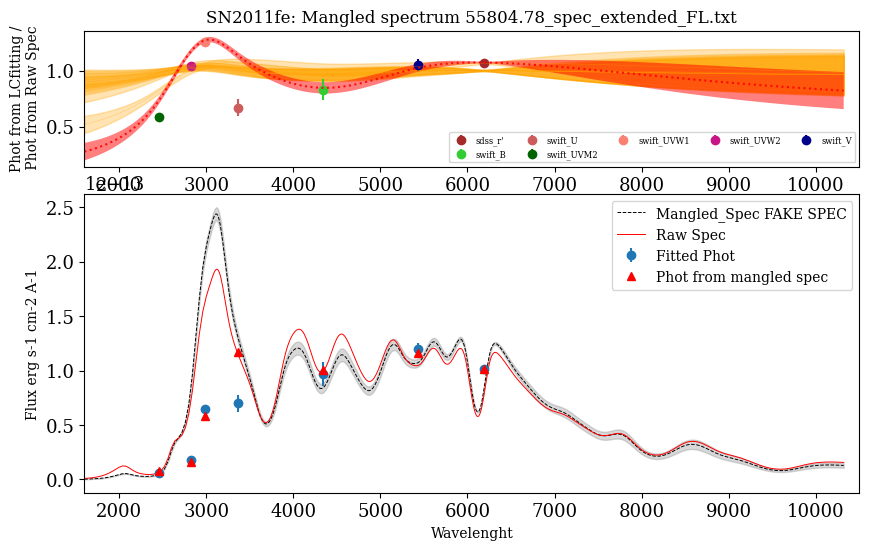 SN2011fe: Mangled spectrum 55804.78_spec_extended_FL.txt
Phot from LCfitting /
Phot from Raw Spec
1.0
0.5
sdss_r' swift_U swift_UVW1 swift_UVW2 swift_V
swift_B swift_UVM2
2000 3000 4000 5000 6000 7000 8000 9000 10000
1e−13
Flux erg s-1 cm-2 A-1
2.5
2.0
1.5
1.0
0.5
0.0
Mangled_Spec FAKE SPEC
Raw Spec
Fitted Phot
Phot from mangled spec
2000 3000 4000 5000 6000 7000 8000 9000 10000
Wavelenght